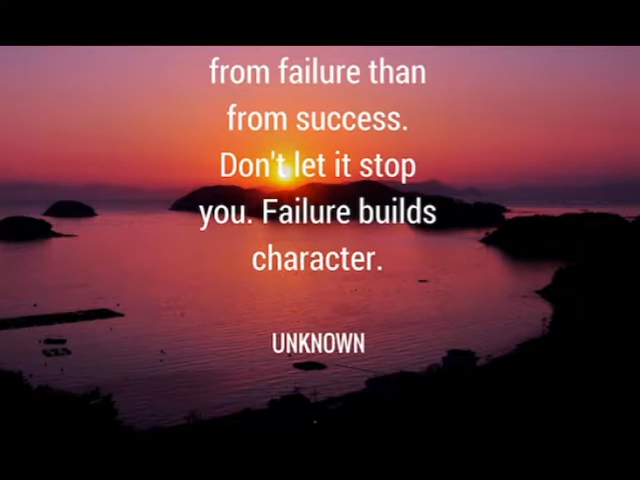 from failure than
from success.
Don't let it stop
you. Failure builds
character.
UNKNOWN